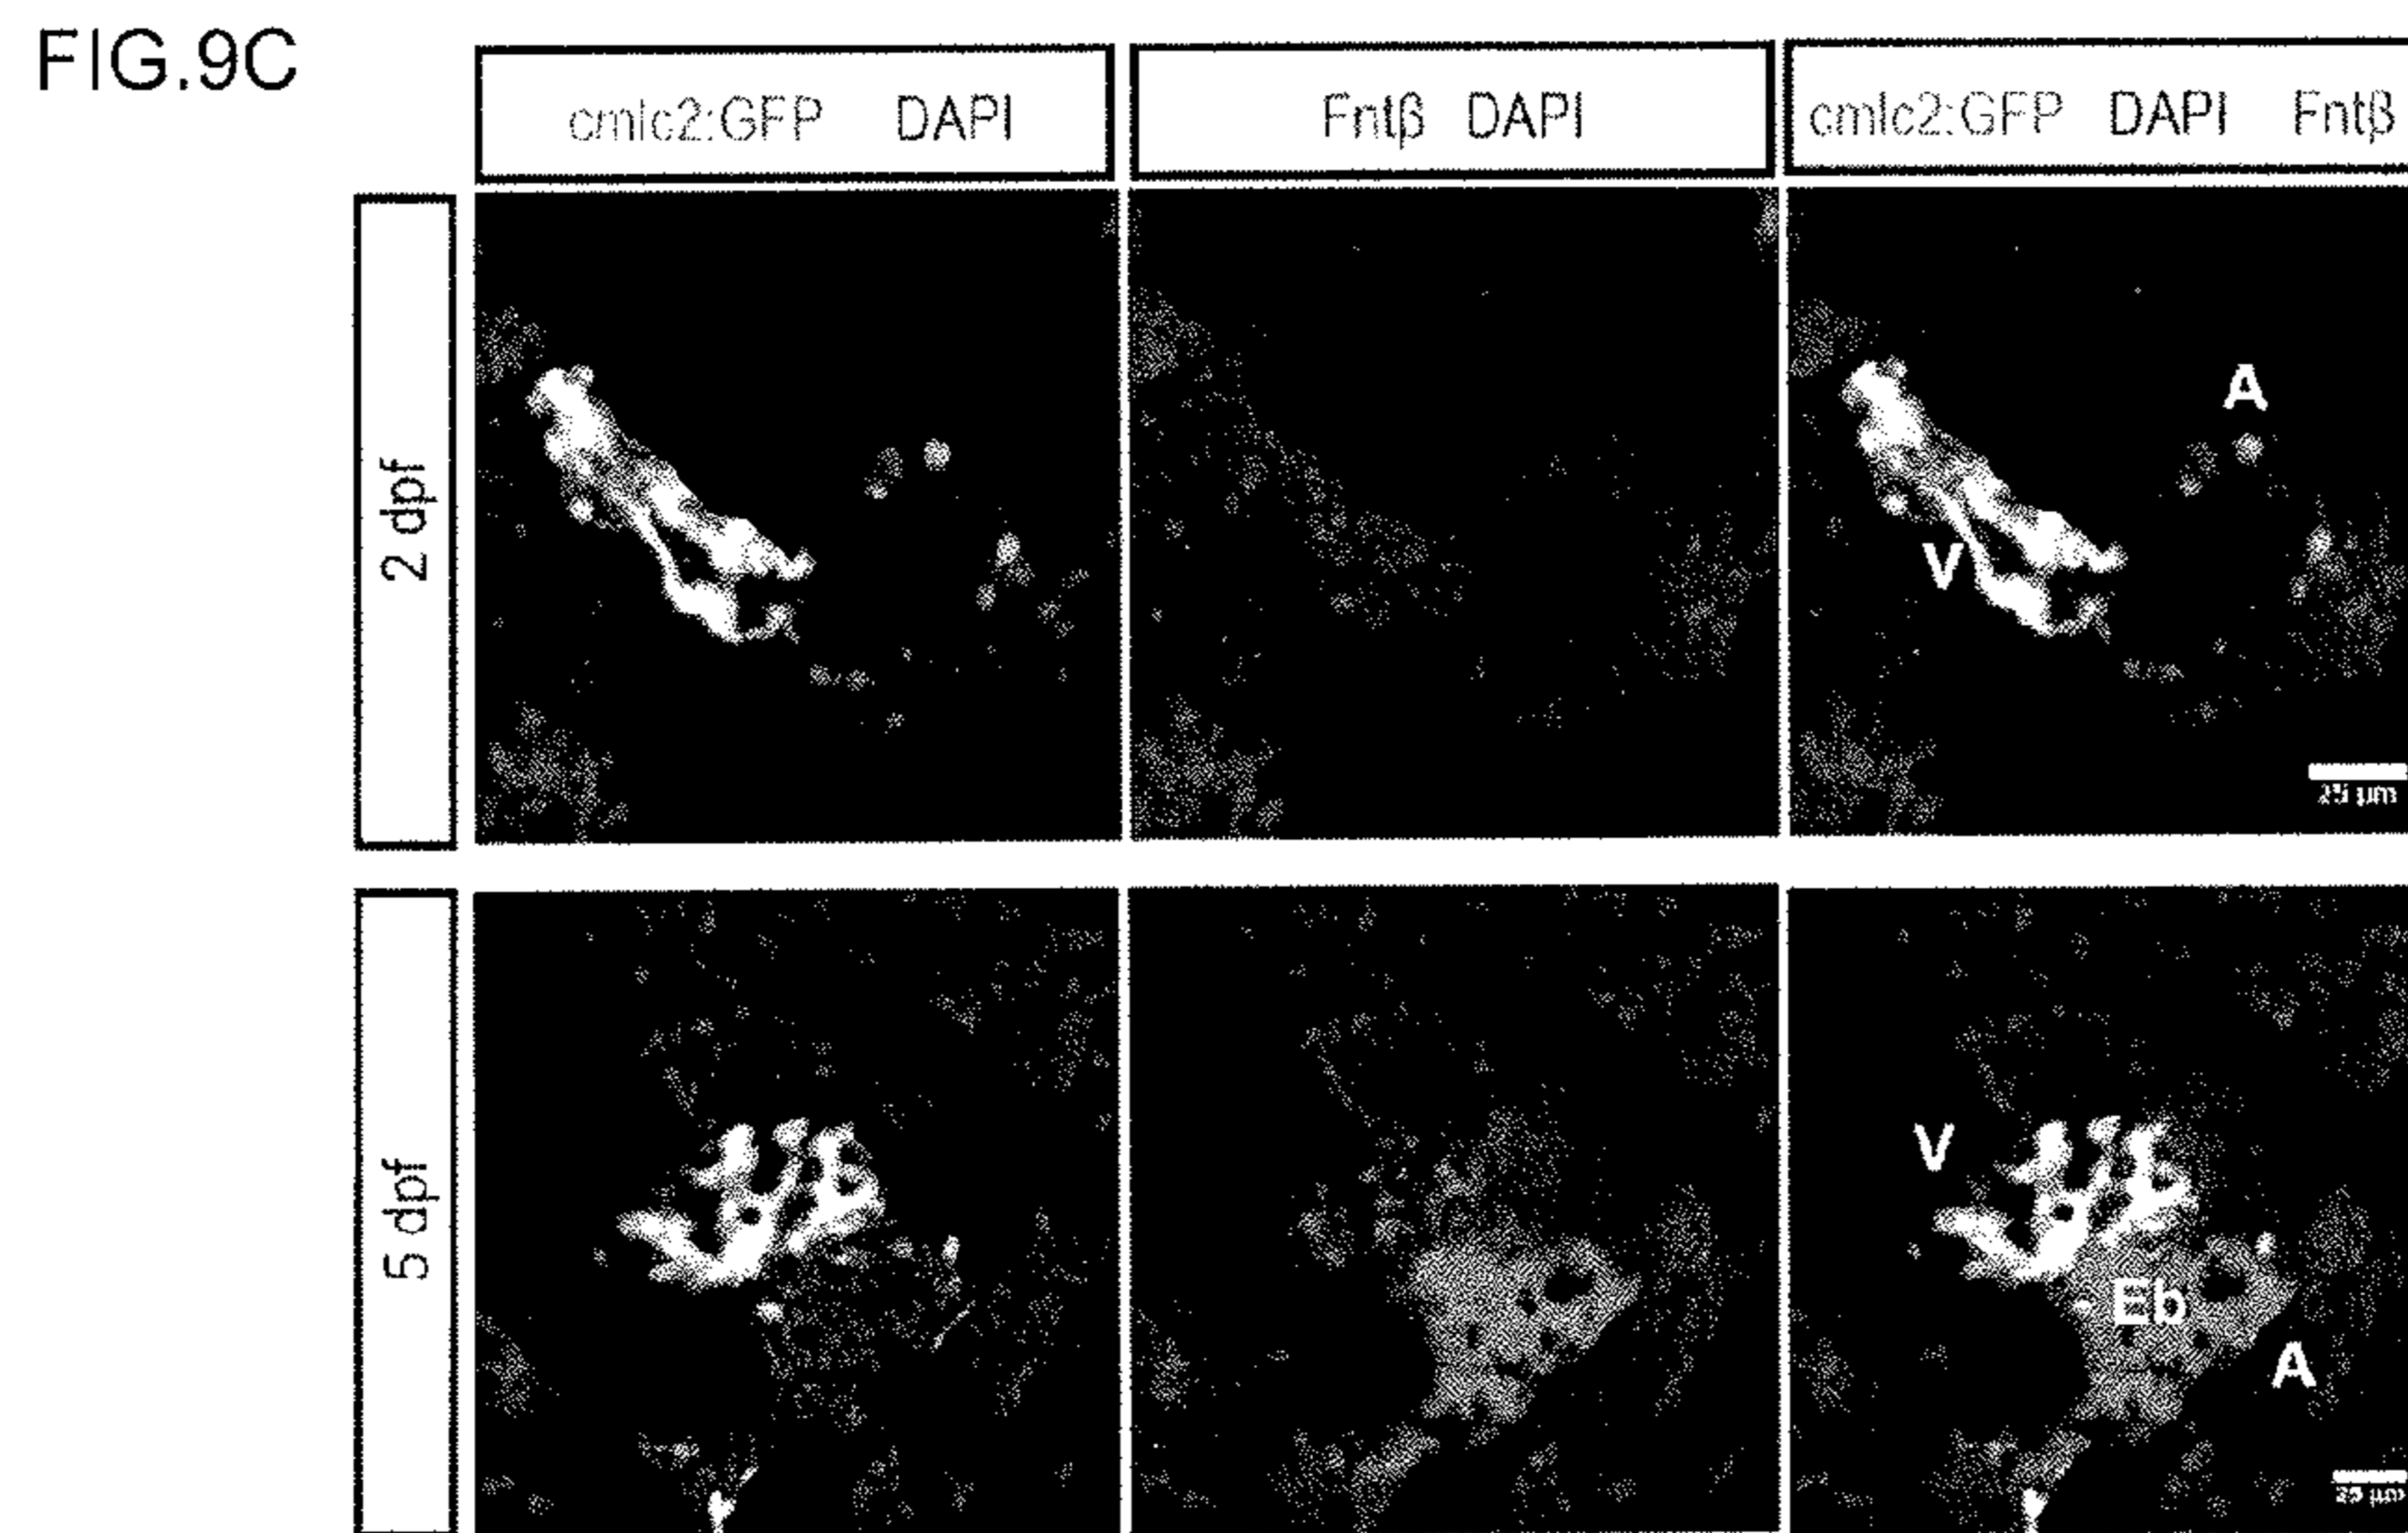 FIG.9C
cmlc2:GFP DAPI
Fntβ DAPI
cmlc2:GFP DAPI Fntβ
2 dpf
A
V
25 µm
5 dpf
V
Eb
A
25 µm